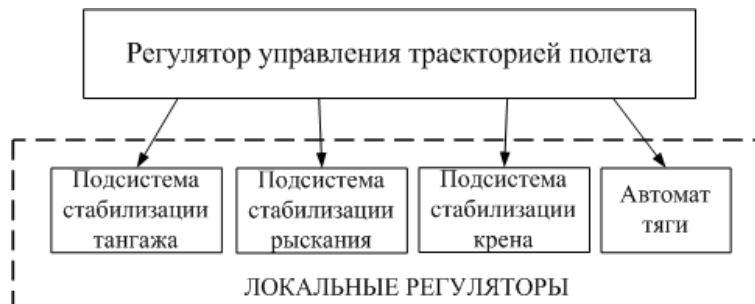 Регулятор управления траекторией полета
Подсистема
стабилизации
тангажа
Подсистема
стабилизации
рыскания
Подсистема
стабилизации
крена
Автомат
тяги
ЛОКАЛЬНЫЕ РЕГУЛЯТОРЫ